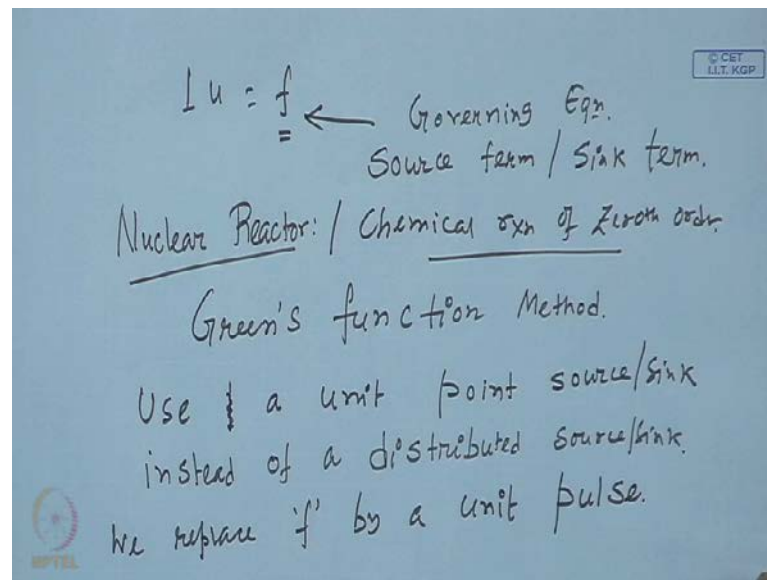 © CET
I.I.T. KGP
Lu = f
← Governing Eqn.
Source term / Sink term.
Nuclear Reactor: / Chemical rxn of Zeroth order.
Green's function Method.
Use a unit point source/sink
instead of a distributed source/sink.
We replace 'f' by a unit pulse.
NPTEL